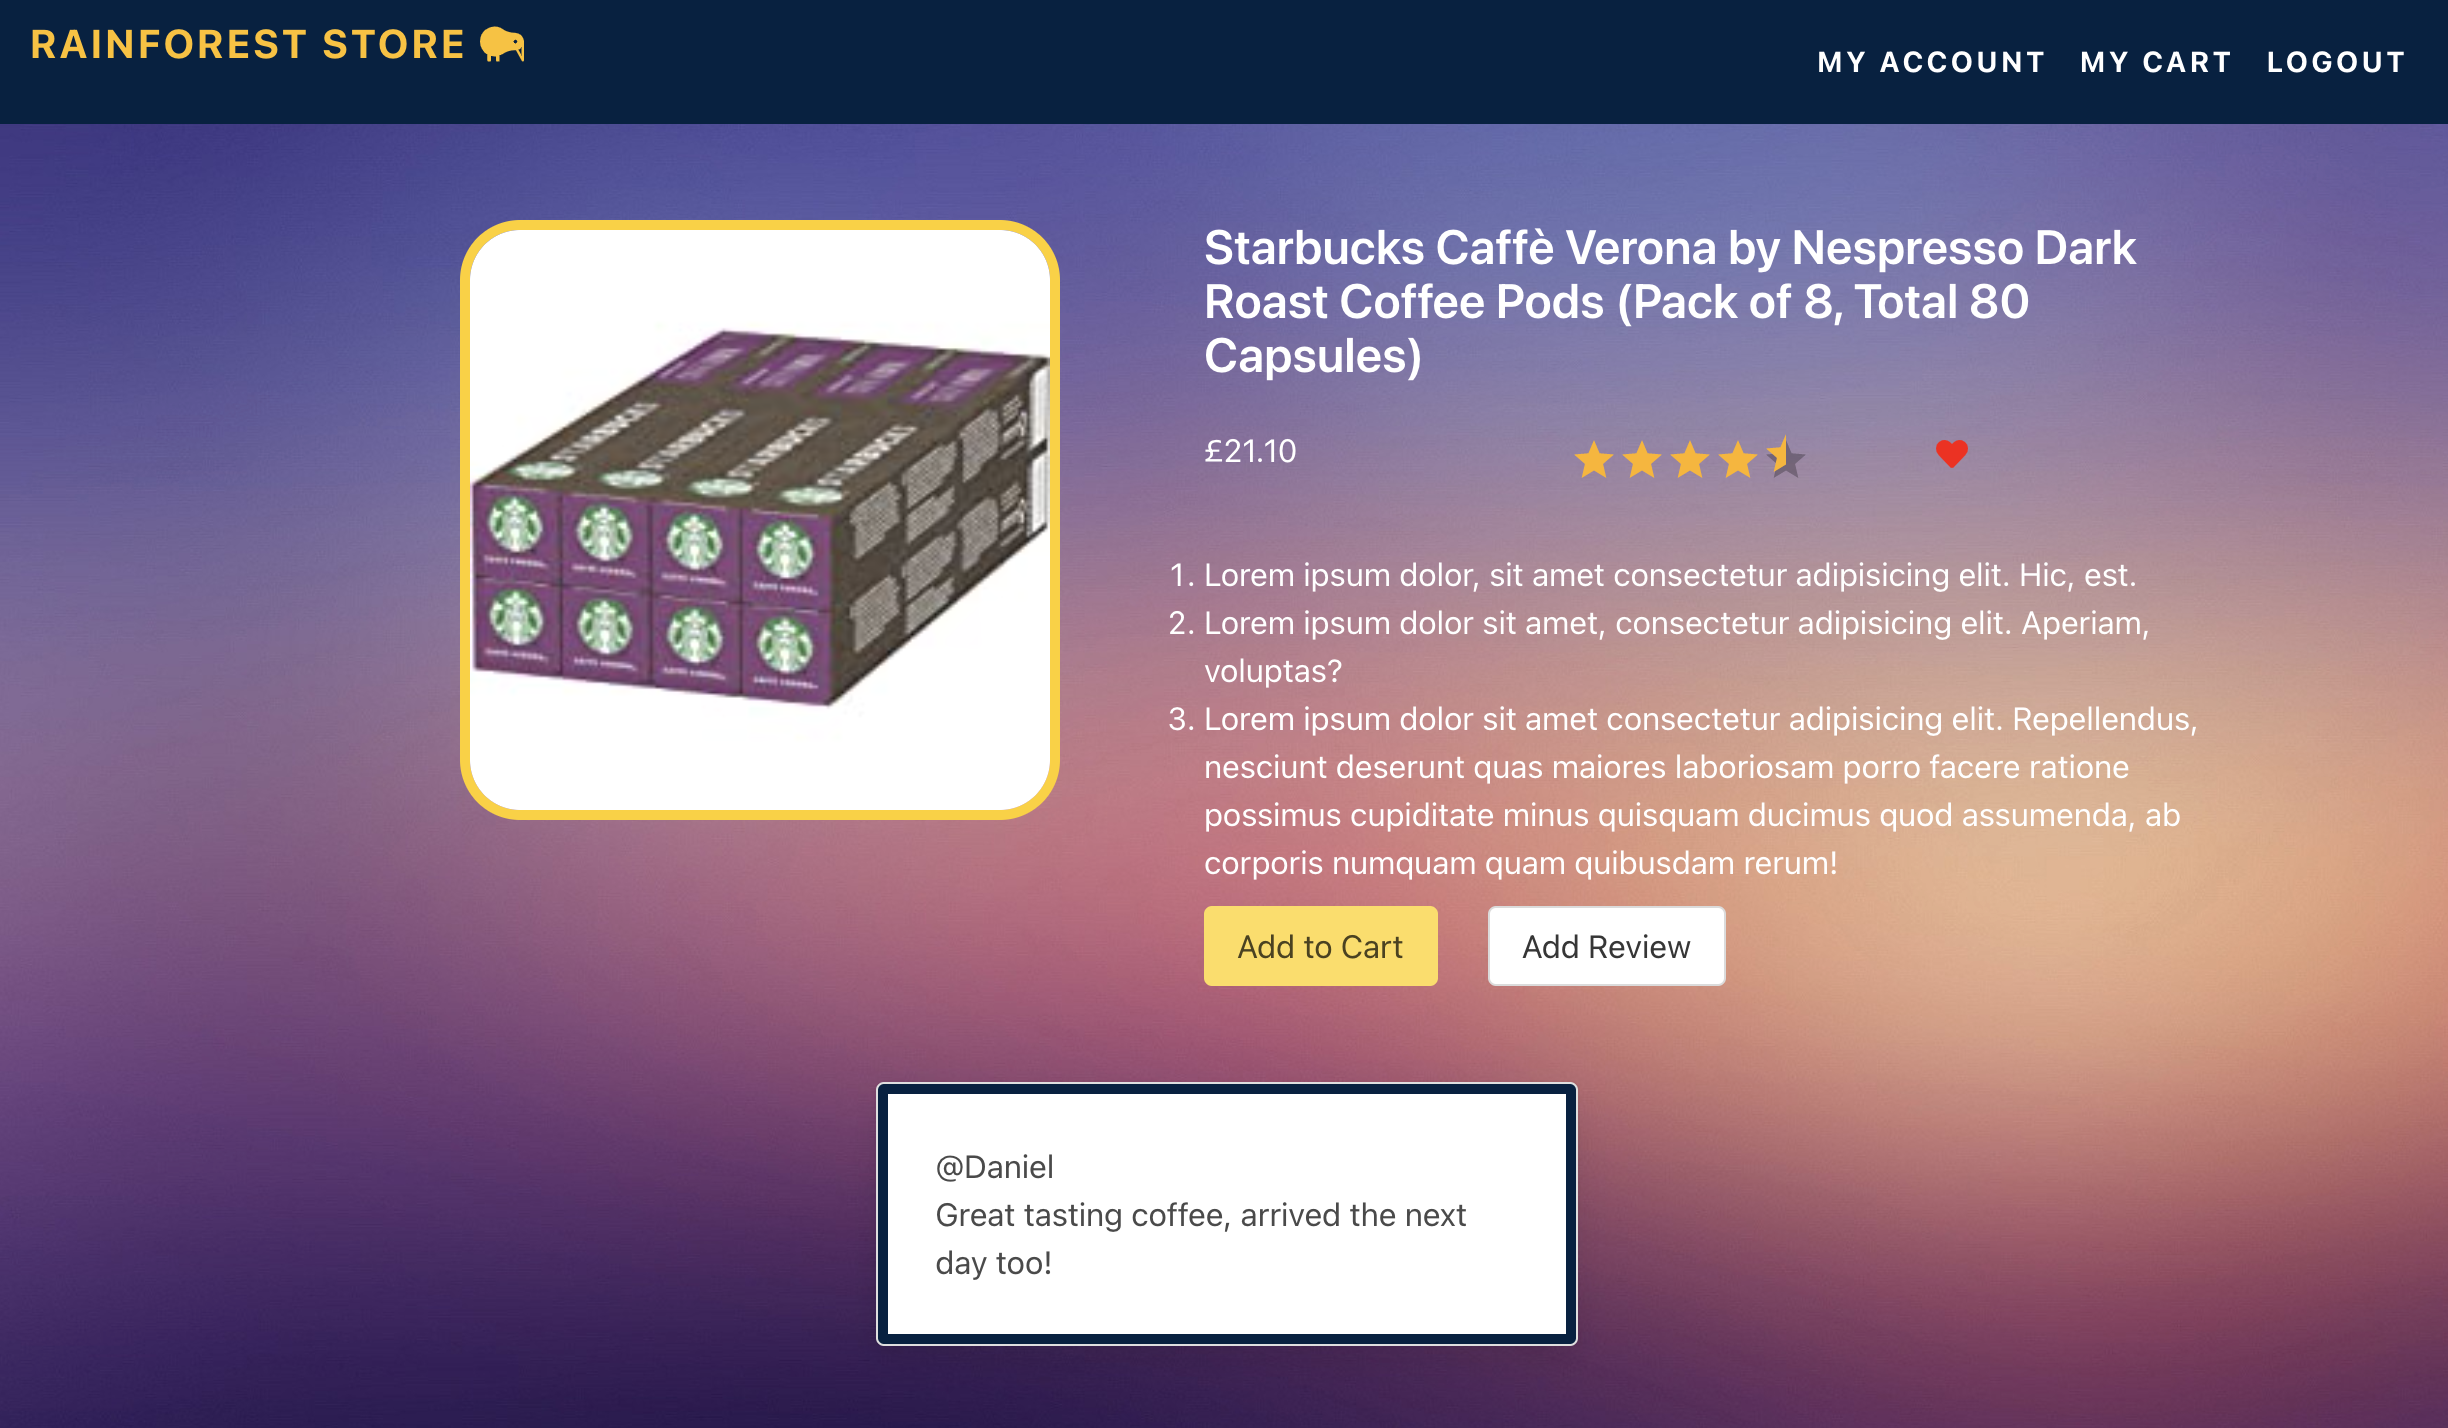 RAINFOREST STORE
MY ACCOUNT MY CART LOGOUT
Starbucks Caffè Verona by Nespresso Dark
Roast Coffee Pods (Pack of 8, Total 80
Capsules)
£21.10
1. Lorem ipsum dolor, sit amet consectetur adipisicing elit. Hic, est.
2. Lorem ipsum dolor sit amet, consectetur adipisicing elit. Aperiam,
voluptas?
3. Lorem ipsum dolor sit amet consectetur adipisicing elit. Repellendus,
nesciunt deserunt quas maiores laboriosam porro facere ratione
possimus cupiditate minus quisquam ducimus quod assumenda, ab
corporis numquam quam quibusdam rerum!
Add to Cart
Add Review
STARBUCKS
STARBUCKS
STARBUCKS
STARBUCKS
@Daniel
Great tasting coffee, arrived the next
day too!